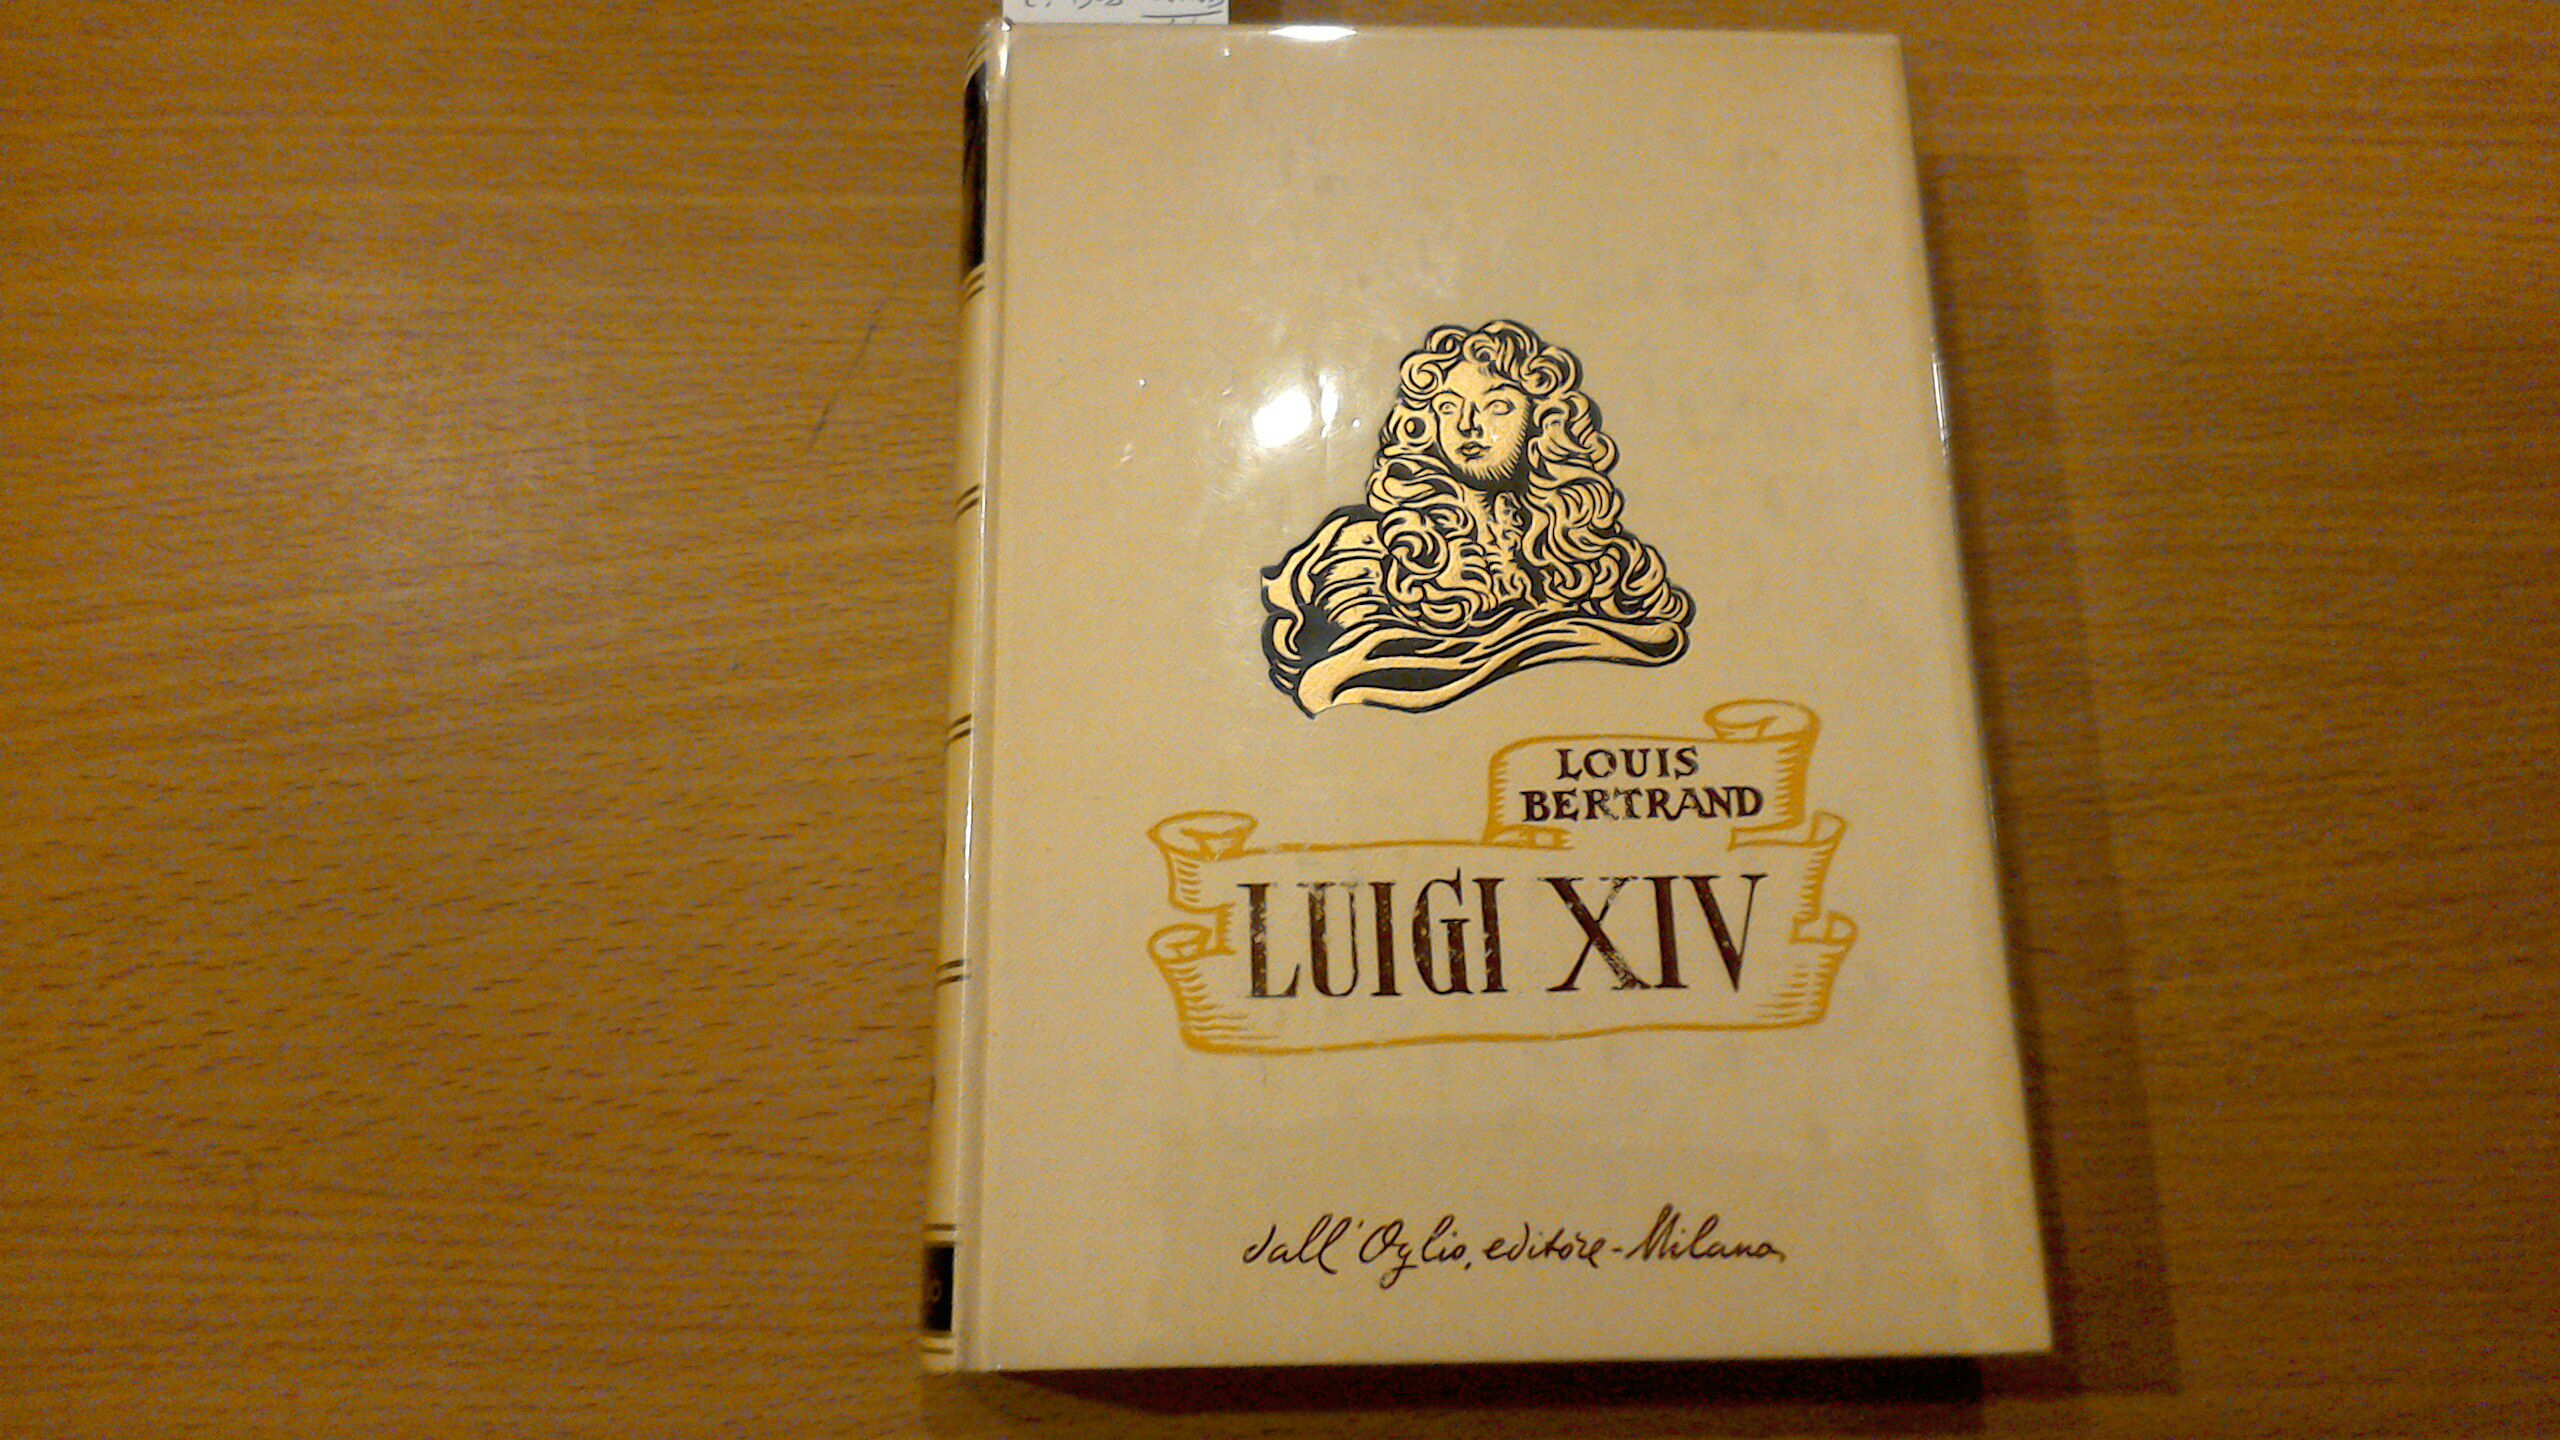 LOUIS
BERTRAND
LUIGI XIV
dall'Oglio, editore-Milano